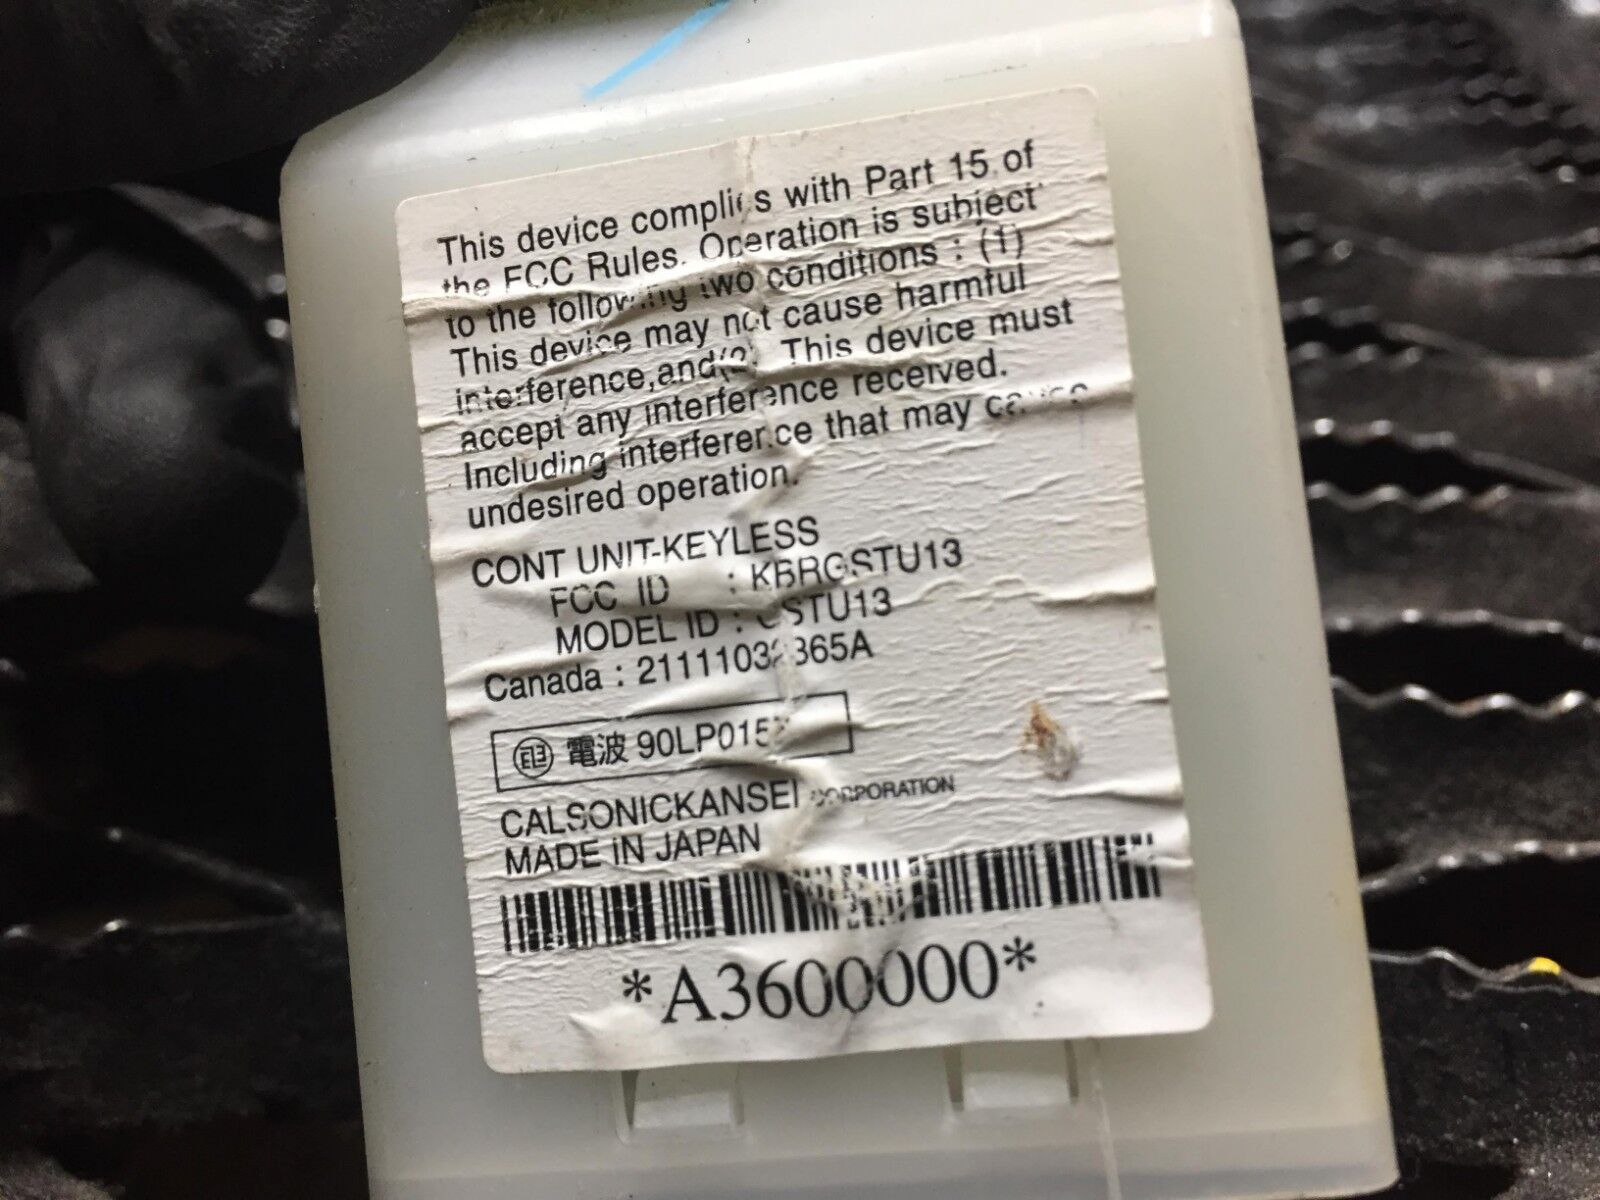 This device complies with Part 15 of
the FCC Rules. Operation is subject
to the following two conditions : (1)
This device may not cause harmful
interference,and(2) This device must
accept any interference received.
Including interference that may cause
undesired operation.
CONT UNIT-KEYLESS
FCC ID : KBRGSTU13
MODEL ID : GSTU13
Canada :
電波
CALSONICKANSEI CORPORATION
MADE IN JAPAN
*A3600000*